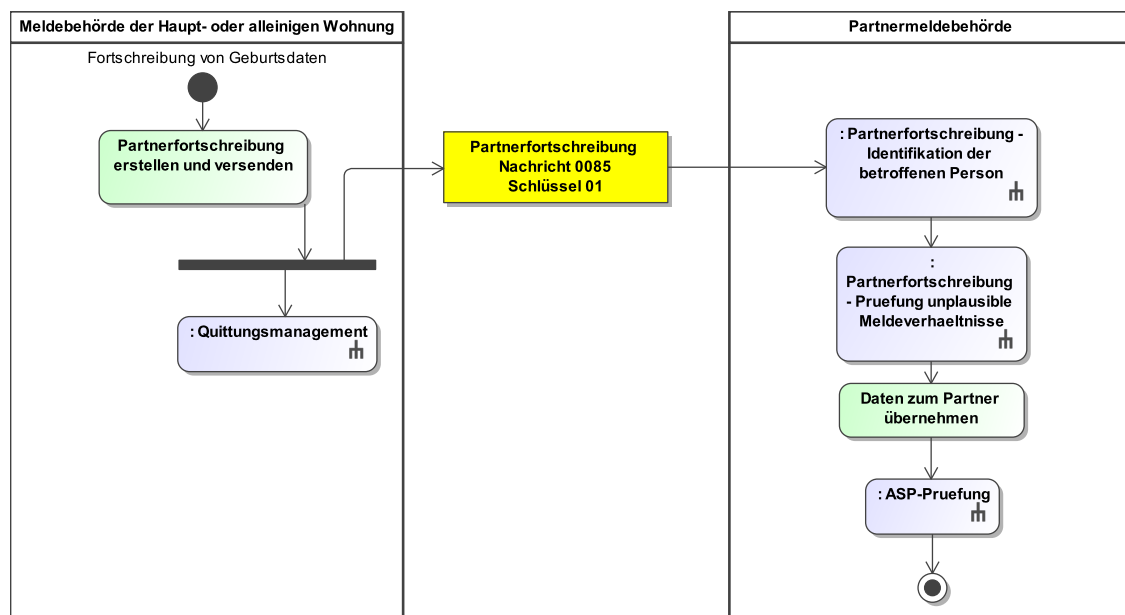 Meldebehörde der Haupt- oder alleinigen Wohnung
Fortschreibung von Geburtsdaten
Partnerfortschreibung
erstellen und versenden
: Quittungsmanagement
Partnerfortschreibung
Nachricht 0085
Schlüssel 01
Partnermeldebehörde
: Partnerfortschreibung -
Identifikation der
betroffenen Person
:
Partnerfortschreibung
- Pruefung unplausible
Meldeverhaeltnisse
Daten zum Partner
übernehmen
: ASP-Pruefung